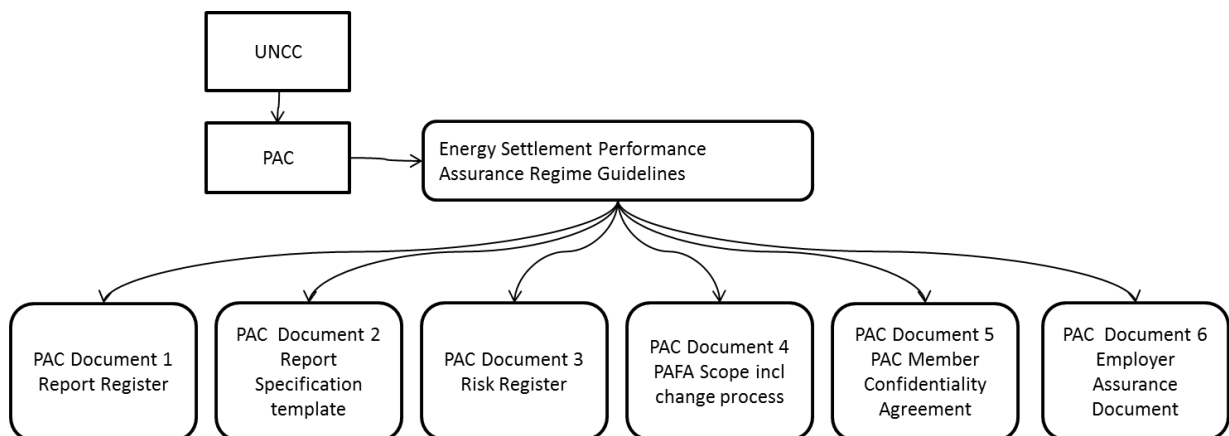 UNCC
PAC
Energy Settlement Performance
Assurance Regime Guidelines
PAC Document 1
Report Register
PAC  Document 2
Report
Specification
template
PAC Document 3
Risk Register
PAC Document 4
PAFA Scope incl
change process
PAC Document 5
PAC Member
Confidentiality
Agreement
PAC  Document 6
Employer
Assurance
Document